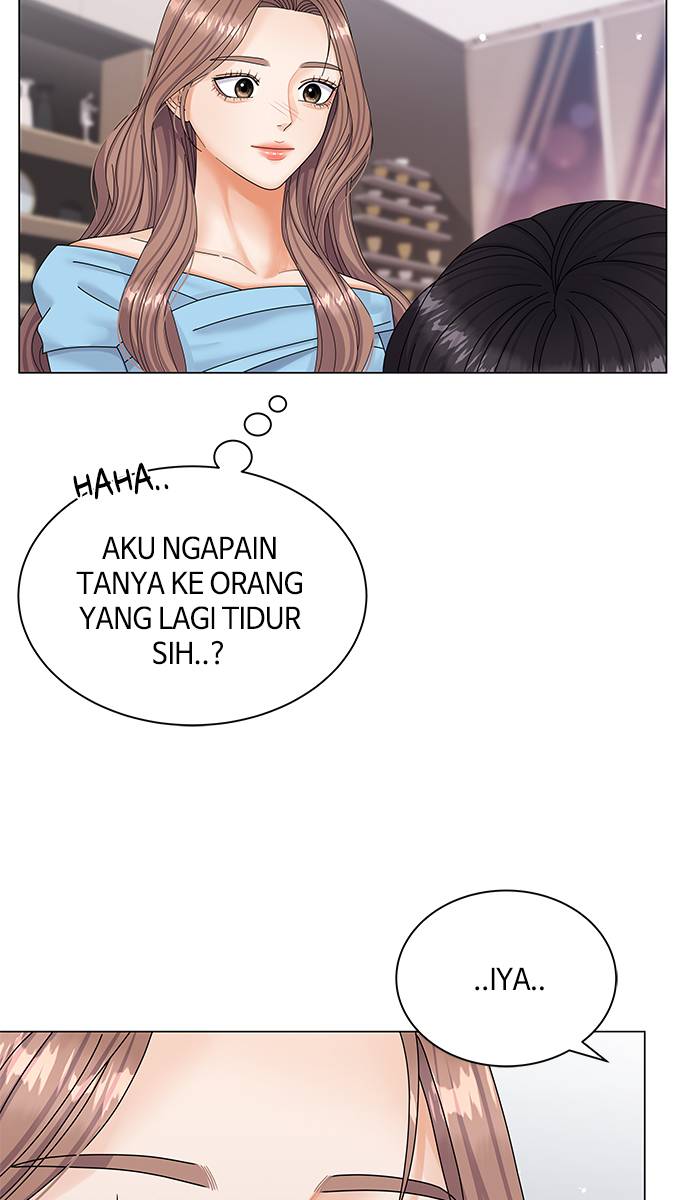 HAHA..
AKU NGAPAIN
TANYA KE ORANG
YANG LAGI TIDUR
SIH..?
..IYA..